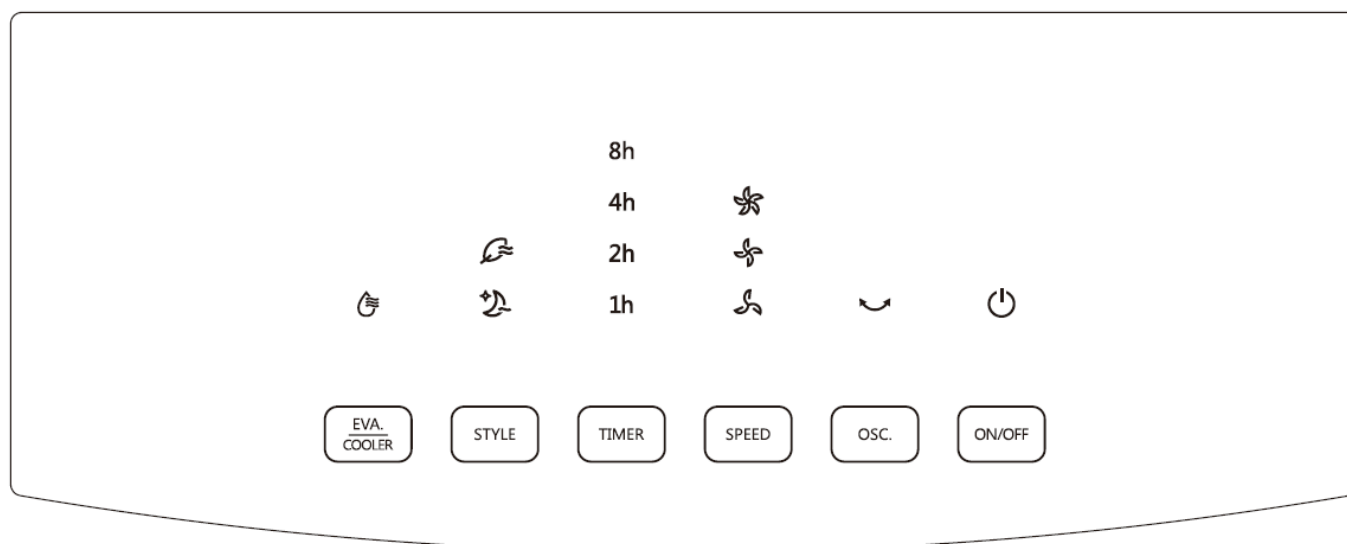 8h
4h
2h
1h
EVA.
COOLER
STYLE
TIMER
SPEED
OSC.
ON/OFF